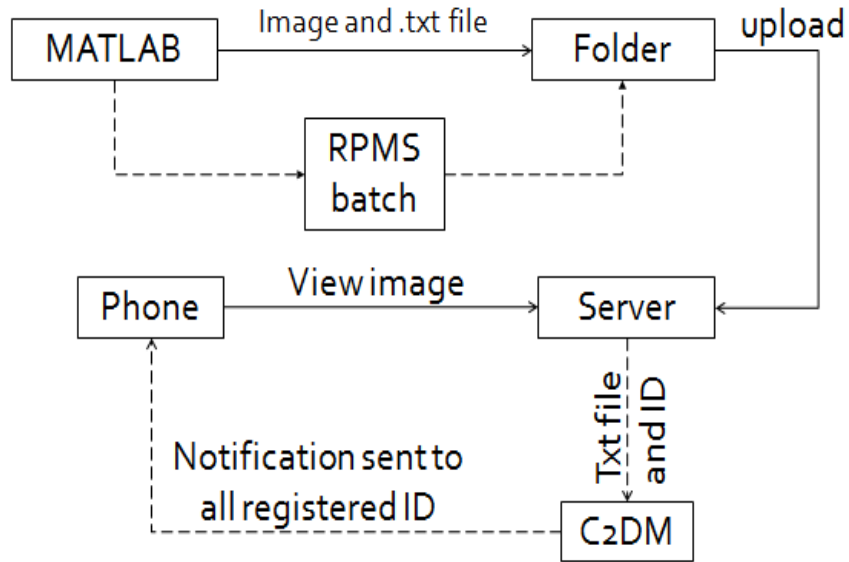 MATLAB
Image and .txt file
Folder
upload
RPMS
batch
Phone
View image
Server
Txt file
and ID
Notification sent to
all registered ID
C2DM